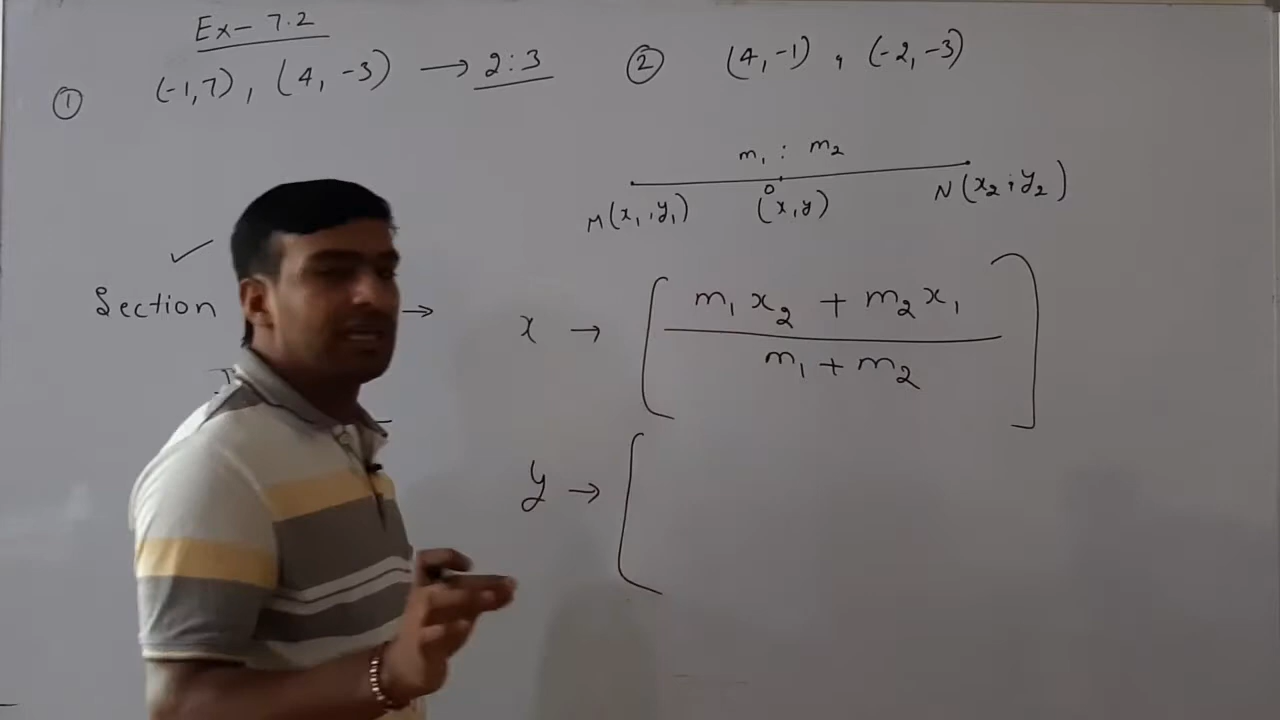 Ex- 7.2
① (-1,7), (4, -3) → 2:3
② (4,-1) , (-2,-3)
m₁ : m₂
M(x₁,y₁) O (x,y) N(x₂,y₂)
Section →
x → [ m₁x₂ + m₂x₁
m₁ + m₂ ]
y → [